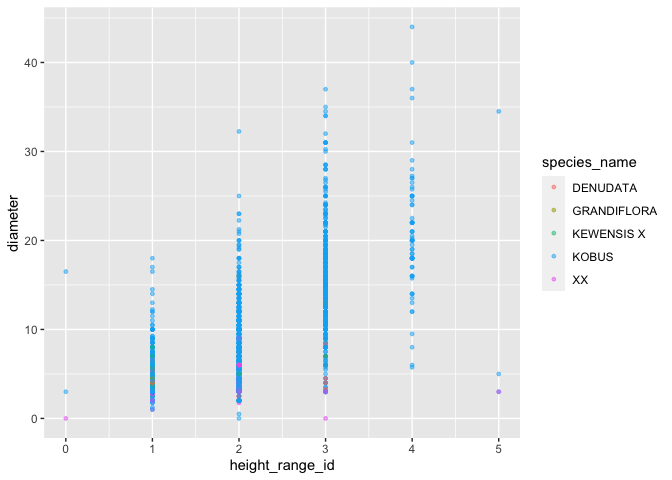 40
30
20
10
0
diameter
0 1 2 3 4 5
height_range_id
species_name
DENUDATA
GRANDIFLORA
KEWENSIS X
KOBUS
XX